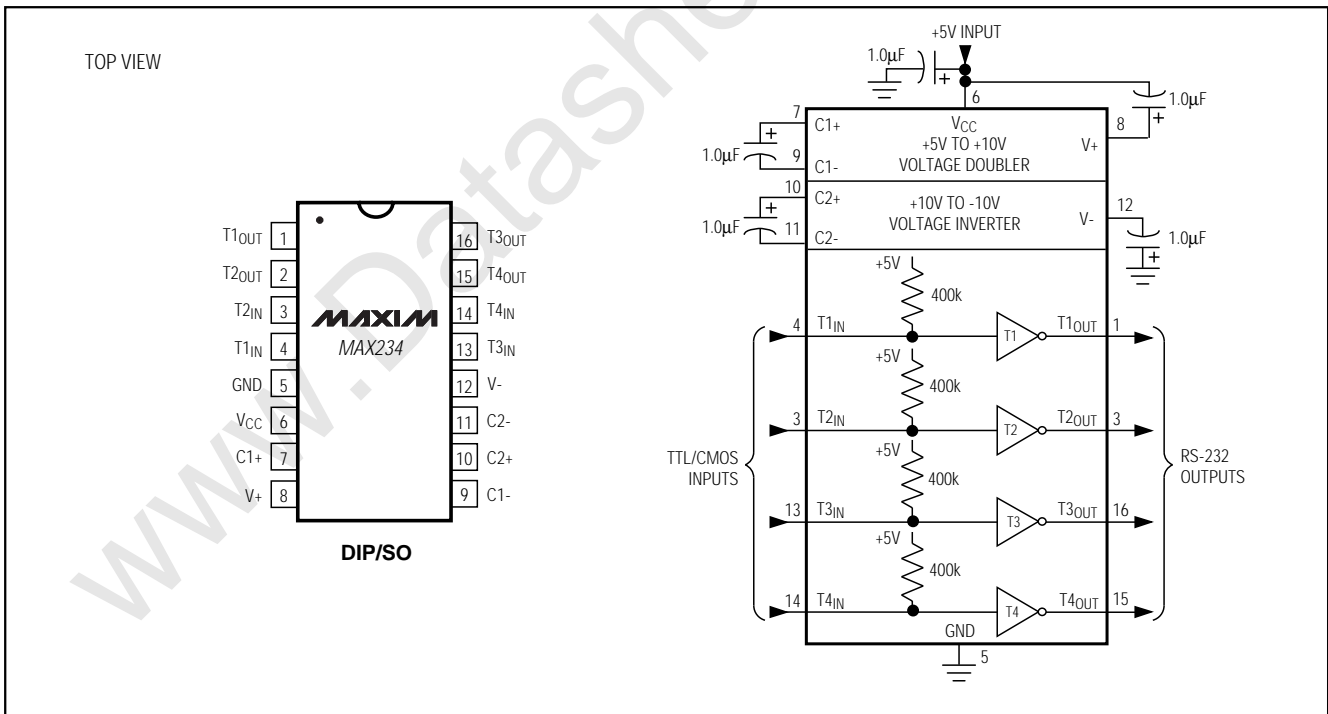 TOP VIEW
T1OUT 1
T2OUT 2
T2IN 3
T1IN 4
GND 5
VCC 6
C1+ 7
V+ 8
16 T3OUT
15 T4OUT
14 T4IN
13 T3IN
12 V-
11 C2-
10 C2+
9 C1-
MAXIM
MAX234
DIP/SO
+5V INPUT
1.0µF
+
6
1.0µF
+
7
C1+
VCC
+5V TO +10V
VOLTAGE DOUBLER
V+
8
1.0µF
+
9
C1-
10
C2+
+10V TO -10V
VOLTAGE INVERTER
V-
12
1.0µF
+
11
C2-
1.0µF
+
+5V
400k
4 T1IN
T1
T1OUT 1
+5V
400k
3 T2IN
T2
T2OUT 3
+5V
400k
13 T3IN
T3
T3OUT 16
+5V
400k
14 T4IN
T4
T4OUT 15
TTL/CMOS
INPUTS
RS-232
OUTPUTS
GND
5
www.Datashe